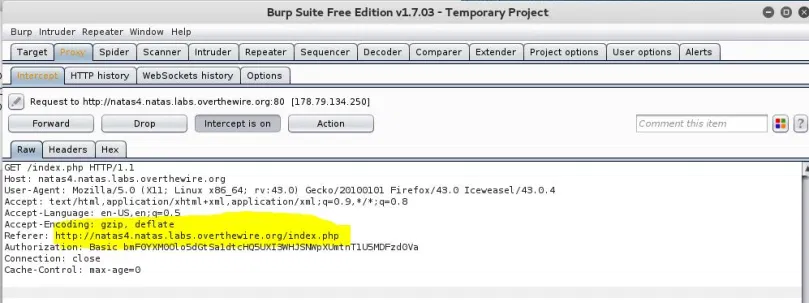 Burp Suite Free Edition v1.7.03 - Temporary Project
Burp Intruder Repeater Window Help
Target Proxy Spider Scanner Intruder Repeater Sequencer Decoder Comparer Extender Project options User options Alerts
Intercept HTTP history WebSockets history Options
Request to http://natas4.natas.labs.overthewire.org:80 [178.79.134.250]
Forward Drop Intercept is on Action Comment this item ?
Raw Headers Hex
GET /index.php HTTP/1.1
Host: natas4.natas.labs.overthewire.org
User-Agent: Mozilla/5.0 (X11; Linux x86_64; rv:43.0) Gecko/20100101 Firefox/43.0 Iceweasel/43.0.4
Accept: text/html,application/xhtml+xml,application/xml;q=0.9,*/*;q=0.8
Accept-Language: en-US,en;q=0.5
Accept-Encoding: gzip, deflate
Referer: http://natas4.natas.labs.overthewire.org/index.php
Authorization: Basic
Connection: close
Cache-Control: max-age=0